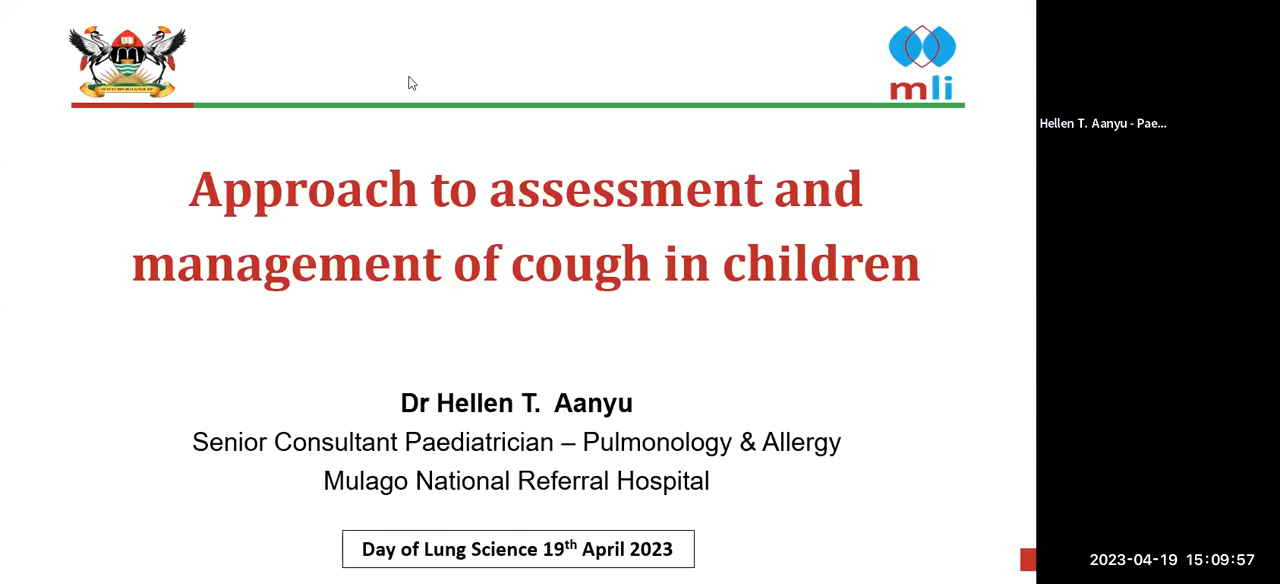 mli
Hellen T. Aanyu - Pae...
Approach to assessment and
management of cough in children
Dr Hellen T. Aanyu
Senior Consultant Paediatrician – Pulmonology & Allergy
Mulago National Referral Hospital
Day of Lung Science 19th April 2023
2023-04-19 15:09:57